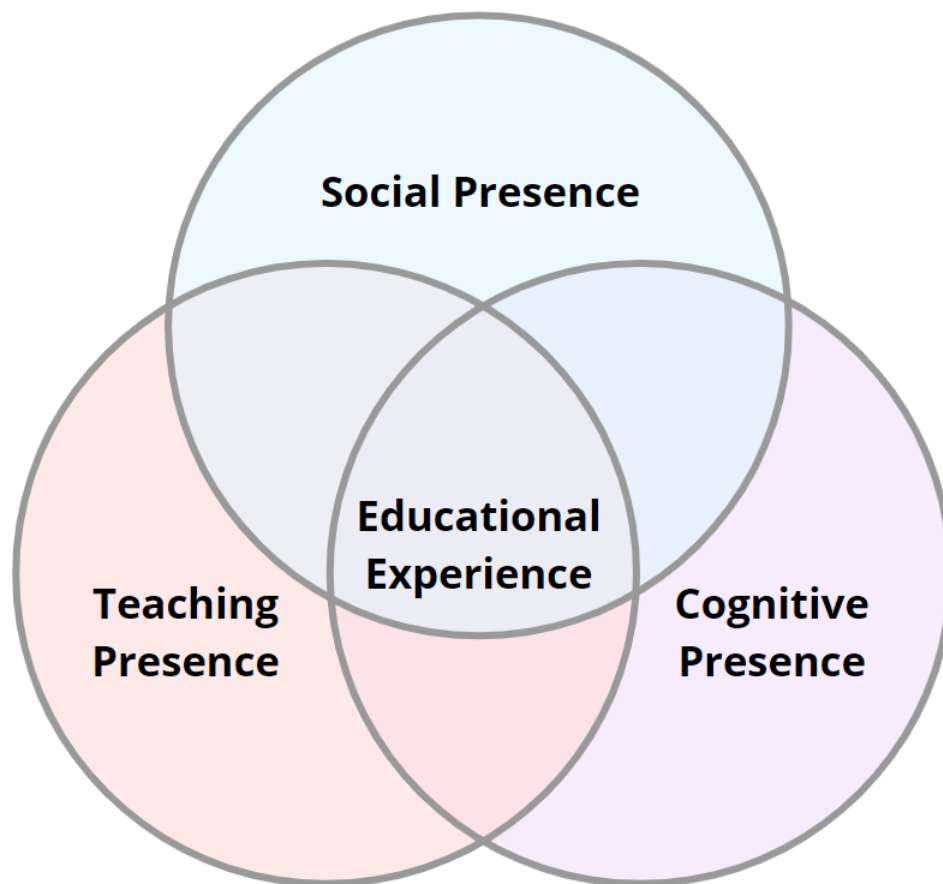 Social Presence
Educational
Experience
Teaching
Presence
Cognitive
Presence